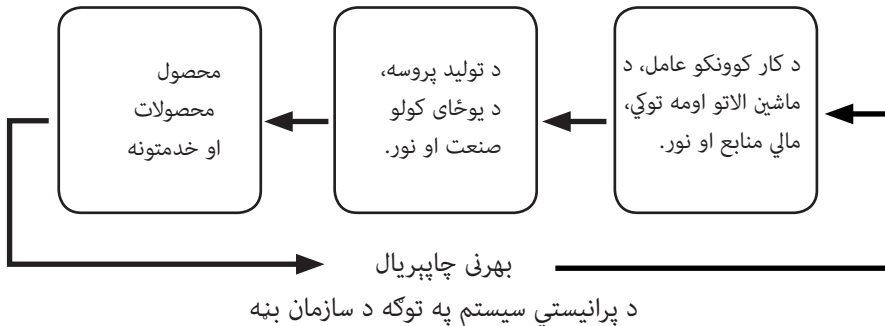 د کار کوونکو عامل، د
ماشین الاتو اومه توکي،
مالي منابع او نور.
د تولید پروسه،
د یوځای کولو
صنعت او نور.
محصول
محصولات
او خدمتونه
بهرنی چاپېریال
د پرانیستي سیستم په توګه د سازمان بڼه